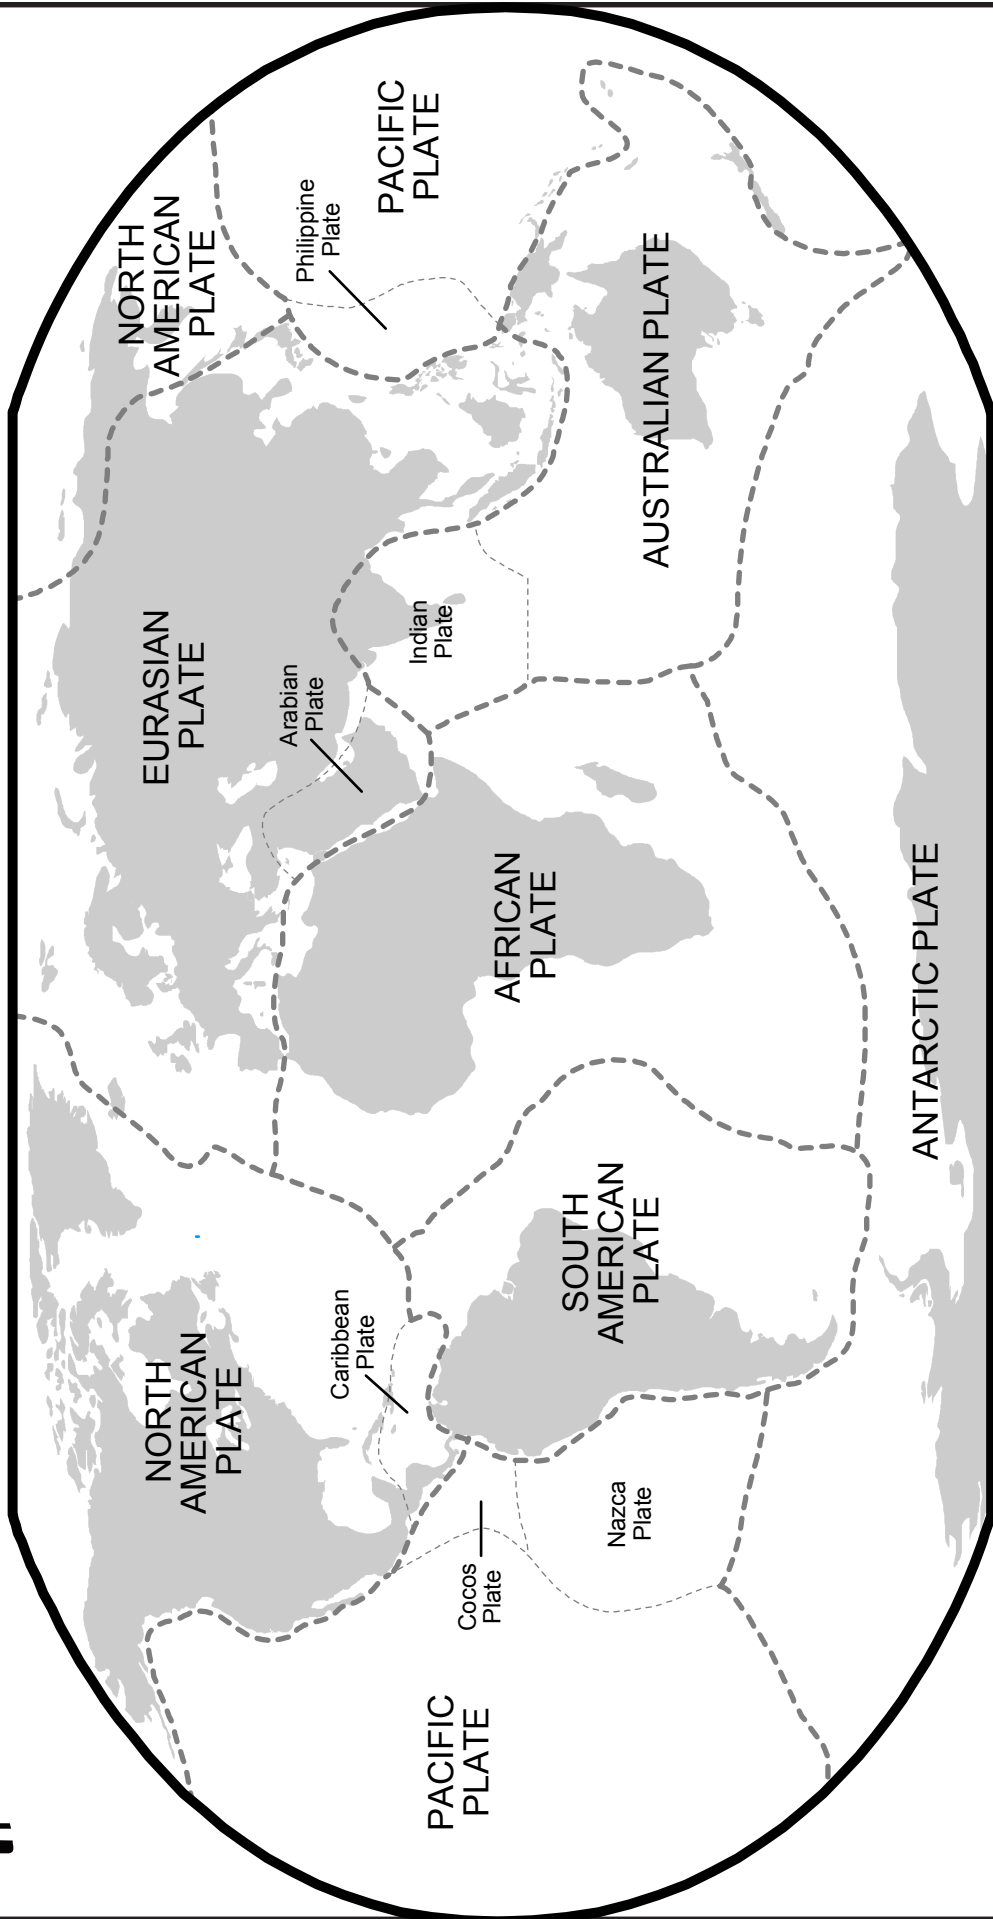 NORTH
AMERICAN
PLATE
EURASIAN
PLATE
NORTH
AMERICAN
PLATE
Caribbean
Plate
Arabian
Plate
Philippine
Plate
PACIFIC
PLATE
Cocos
Plate
Indian
Plate
PACIFIC
PLATE
AFRICAN
PLATE
SOUTH
AMERICAN
PLATE
Nazca
Plate
AUSTRALIAN PLATE
ANTARCTIC PLATE